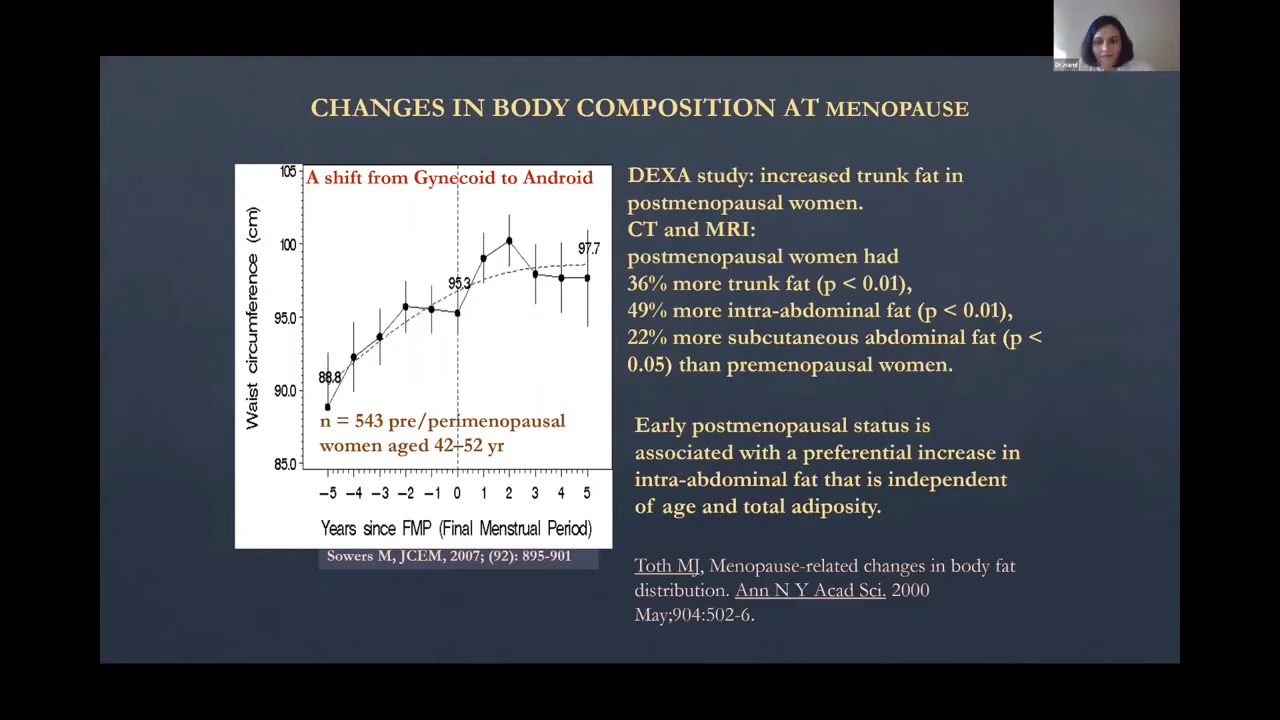 Dr.nami
CHANGES IN BODY COMPOSITION AT MENOPAUSE
A shift from Gynecoid to Android
105
100
95.0
90.0
85.0
Waist circumference (cm)
88.8
95.3
97.7
n = 543 pre/perimenopausal
women aged 42–52 yr
−5 −4 −3 −2 −1 0 1 2 3 4 5
Years since FMP (Final Menstrual Period)
Sowers M, JCEM, 2007; (92): 895-901
DEXA study: increased trunk fat in
postmenopausal women.
CT and MRI:
postmenopausal women had
36% more trunk fat (p < 0.01),
49% more intra-abdominal fat (p < 0.01),
22% more subcutaneous abdominal fat (p <
0.05) than premenopausal women.
Early postmenopausal status is
associated with a preferential increase in
intra-abdominal fat that is independent
of age and total adiposity.
Toth MJ, Menopause-related changes in body fat
distribution. Ann N Y Acad Sci. 2000
May;904:502-6.